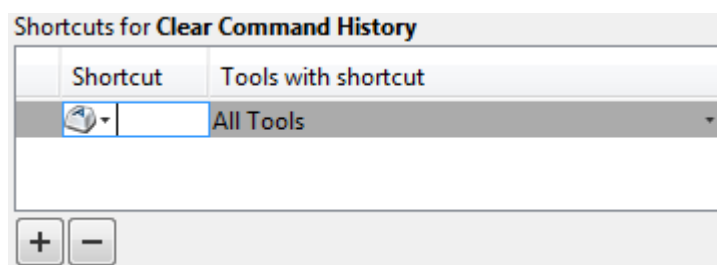 Shortcuts for Clear Command History
Shortcut Tools with shortcut
All Tools